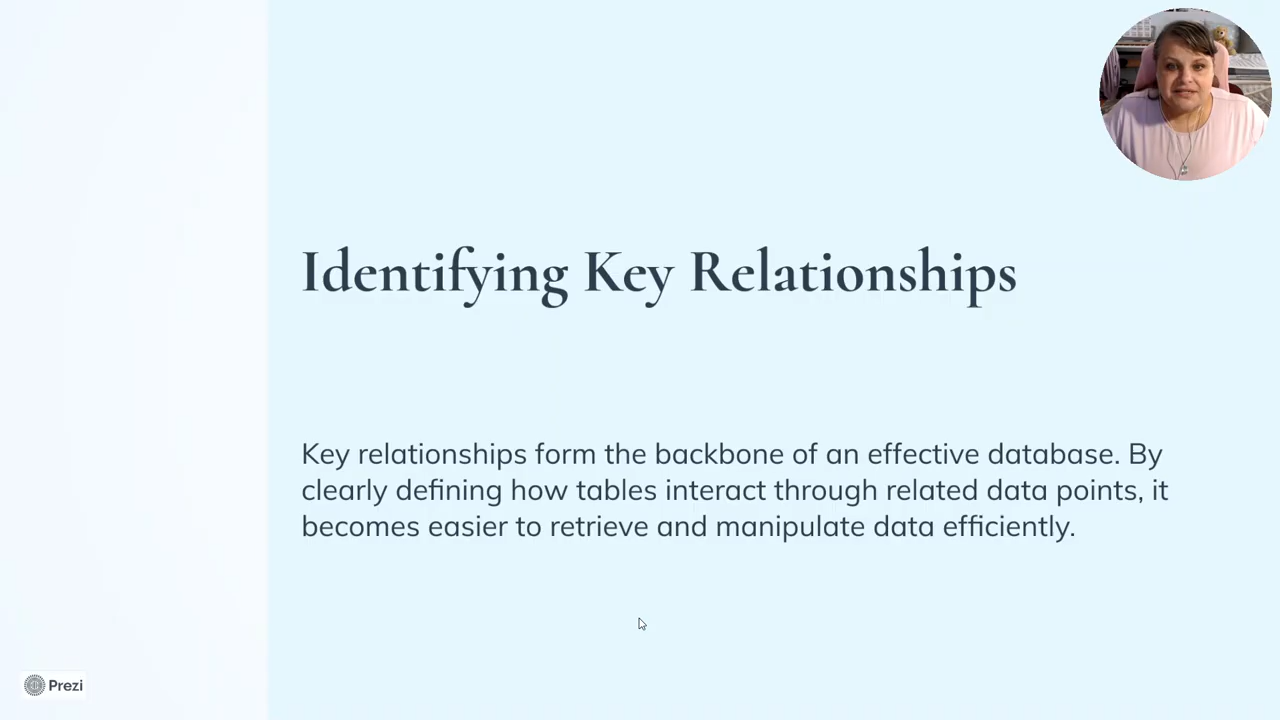 Identifying Key Relationships
Key relationships form the backbone of an effective database. By
clearly defining how tables interact through related data points, it
becomes easier to retrieve and manipulate data efficiently.
Prezi